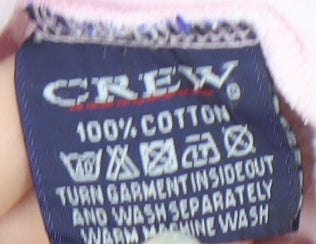 CREW®
100% COTTON
TURN GARMENT INSIDE OUT
AND WASH SEPARATELY
WARM MACHINE WASH